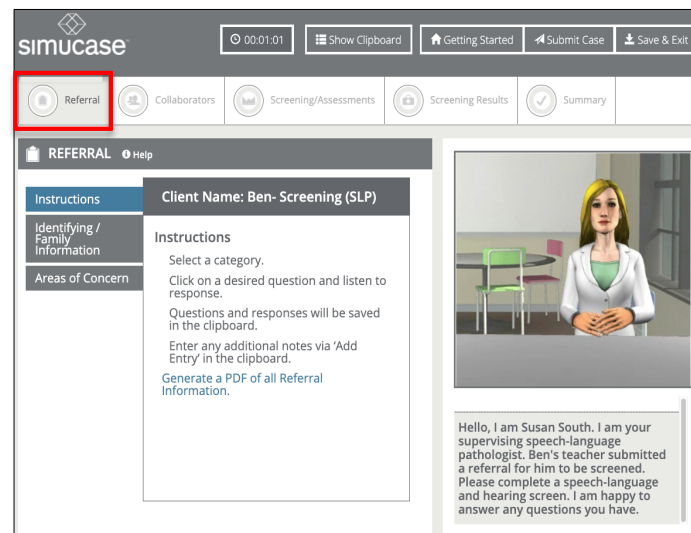 sımucase
00:01:01
Show Clipboard
Getting Started
Submit Case
Save & Exit
Referral
Collaborators
Screening/Assessments
Screening Results
Summary
REFERRAL
Help
Instructions
Identifying /
Family
Information
Areas of Concern
Client Name: Ben- Screening (SLP)
Instructions
Select a category.
Click on a desired question and listen to
response.
Questions and responses will be saved
in the clipboard.
Enter any additional notes via ‘Add
Entry’ in the clipboard.
Generate a PDF of all Referral
Information.
Hello, I am Susan South. I am your
supervising speech-language
pathologist. Ben's teacher submitted
a referral for him to be screened.
Please complete a speech-language
and hearing screen. I am happy to
answer any questions you have.